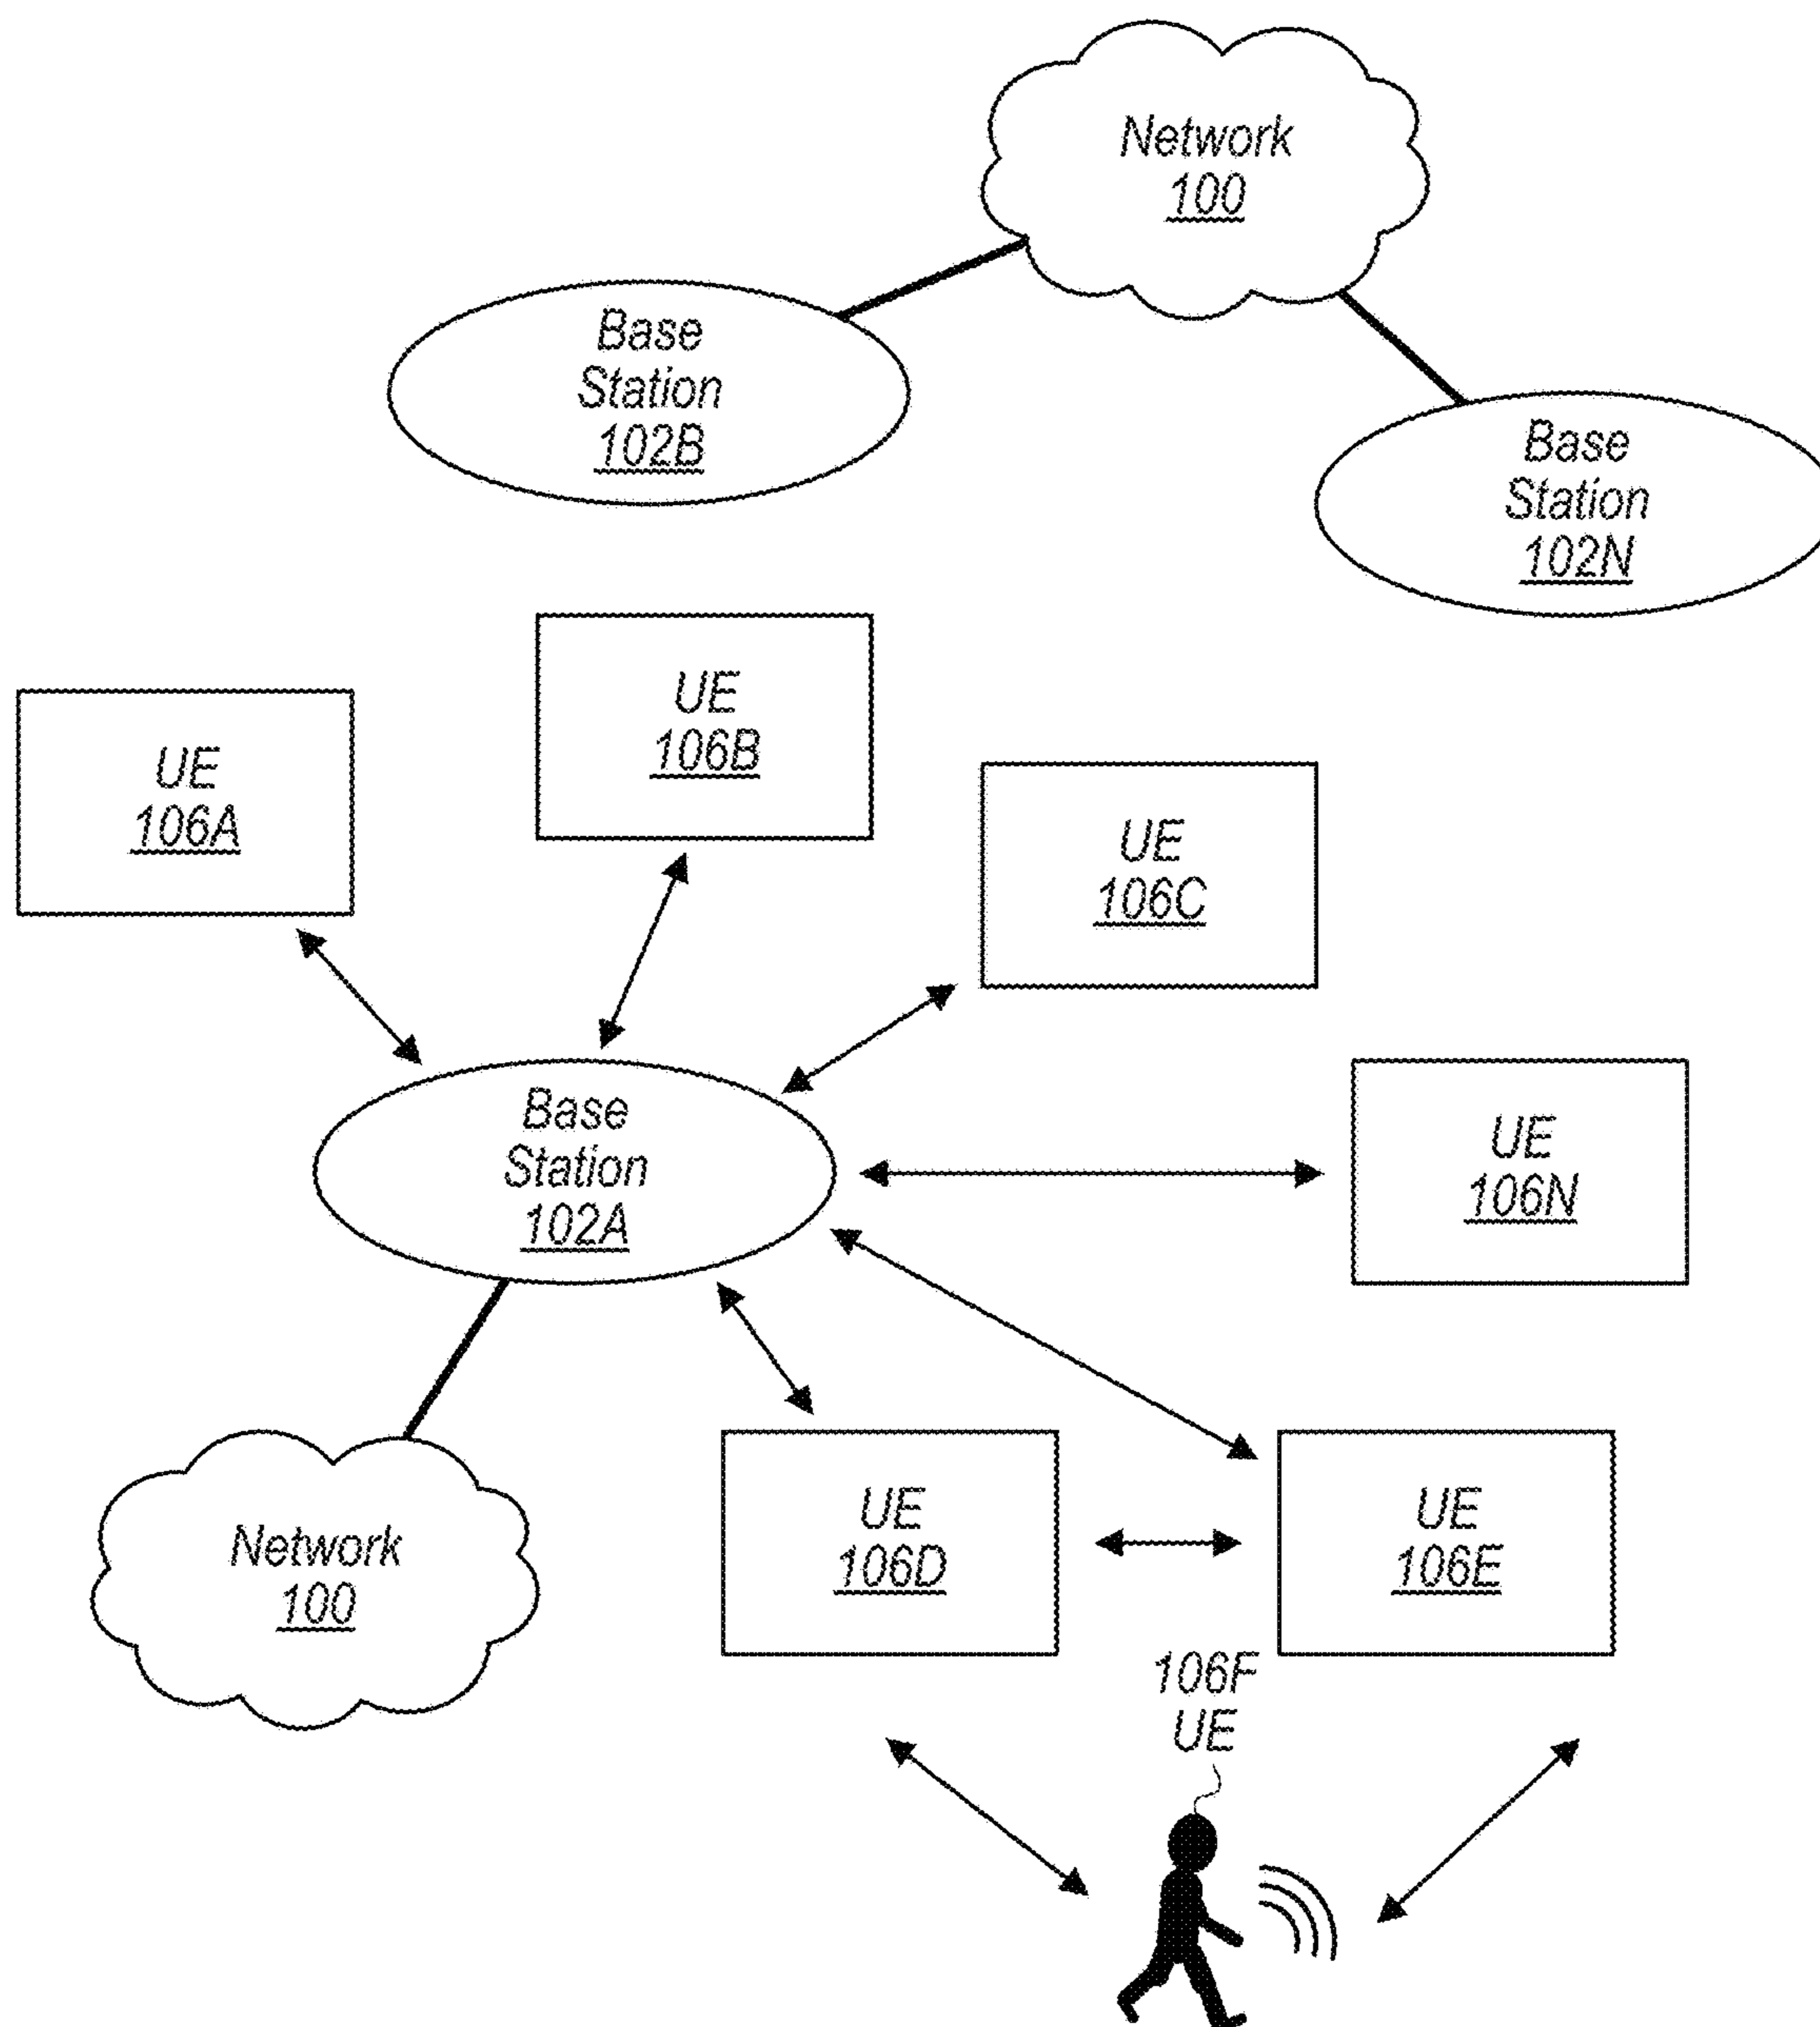 Network
100
Base
Station
102B
Base
Station
102N
UE
106B
UE
106A
UE
106C
Base
Station
102A
UE
106N
UE
106D
UE
106E
Network
100
106F
UE